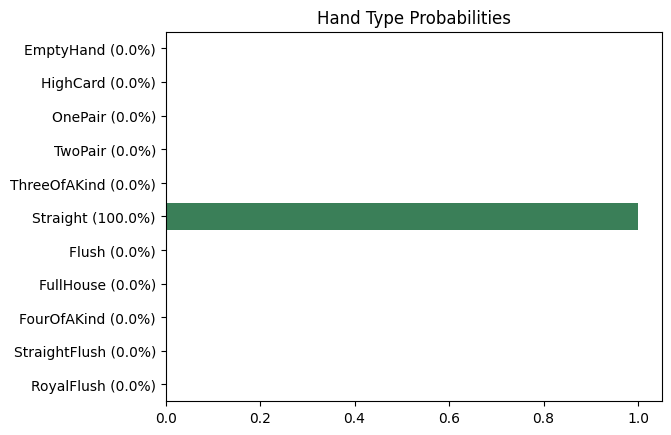 Hand Type Probabilities
EmptyHand (0.0%)
HighCard (0.0%)
OnePair (0.0%)
TwoPair (0.0%)
ThreeOfAKind (0.0%)
Straight (100.0%)
Flush (0.0%)
FullHouse (0.0%)
FourOfAKind (0.0%)
StraightFlush (0.0%)
RoyalFlush (0.0%)
0.0 0.2 0.4 0.6 0.8 1.0